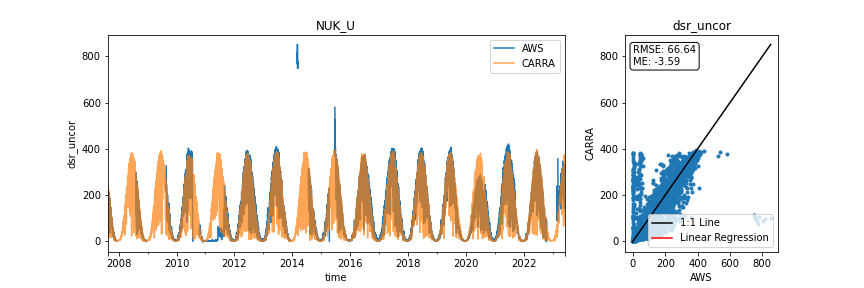 NUK_U
dsr_uncor
800
600
400
200
0
AWS
CARRA
2008
2010
2012
2014
2016
2018
2020
2022
time
dsr_uncor
CARRA
800
600
400
200
0
RMSE: 66.64
ME: -3.59
1:1 Line
Linear Regression
0
200
400
600
800
AWS